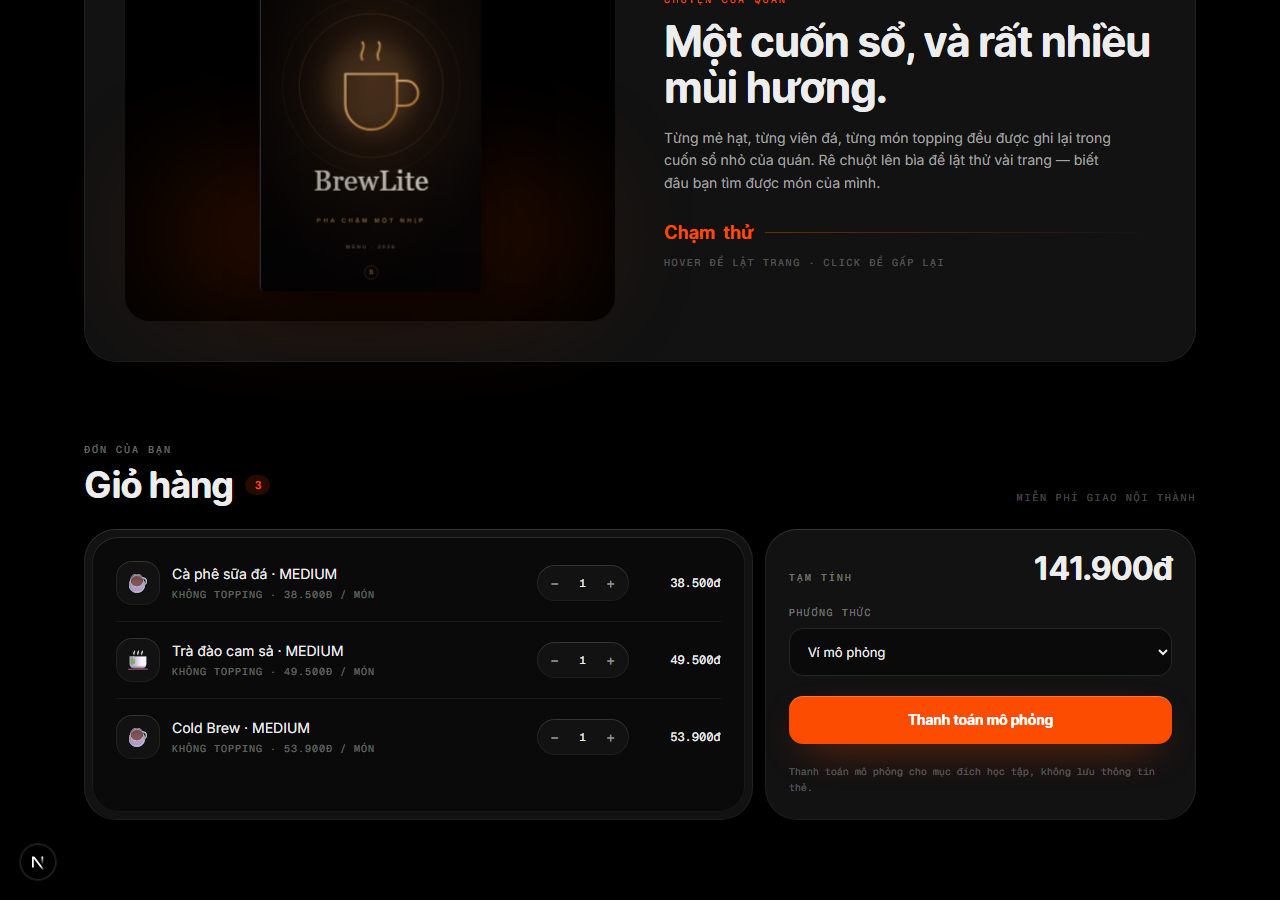 CHUYỆN CỦA QUÁN
Một cuốn sổ, và rất nhiều
mùi hương.
Từng mẻ hạt, từng viên đá, từng món topping đều được ghi lại trong
cuốn sổ nhỏ của quán. Rê chuột lên bìa để lật thử vài trang — biết
đâu bạn tìm được món của mình.
Chạm thử
HOVER ĐỂ LẬT TRANG · CLICK ĐỂ GẤP LẠI
BrewLite
PHA CHẬM MỘT NHỊP
MENU · 2026
B
ĐƠN CỦA BẠN
Giỏ hàng 3
MIỄN PHÍ GIAO NỘI THÀNH
Cà phê sữa đá · MEDIUM
KHÔNG TOPPING · 38.500Đ / MÓN
− 1 + 38.500đ
Trà đào cam sả · MEDIUM
KHÔNG TOPPING · 49.500Đ / MÓN
− 1 + 49.500đ
Cold Brew · MEDIUM
KHÔNG TOPPING · 53.900Đ / MÓN
− 1 + 53.900đ
TẠM TÍNH 141.900đ
PHƯƠNG THỨC
Ví mô phỏng
Thanh toán mô phỏng
Thanh toán mô phỏng cho mục đích học tập, không lưu thông tin
thẻ.
N